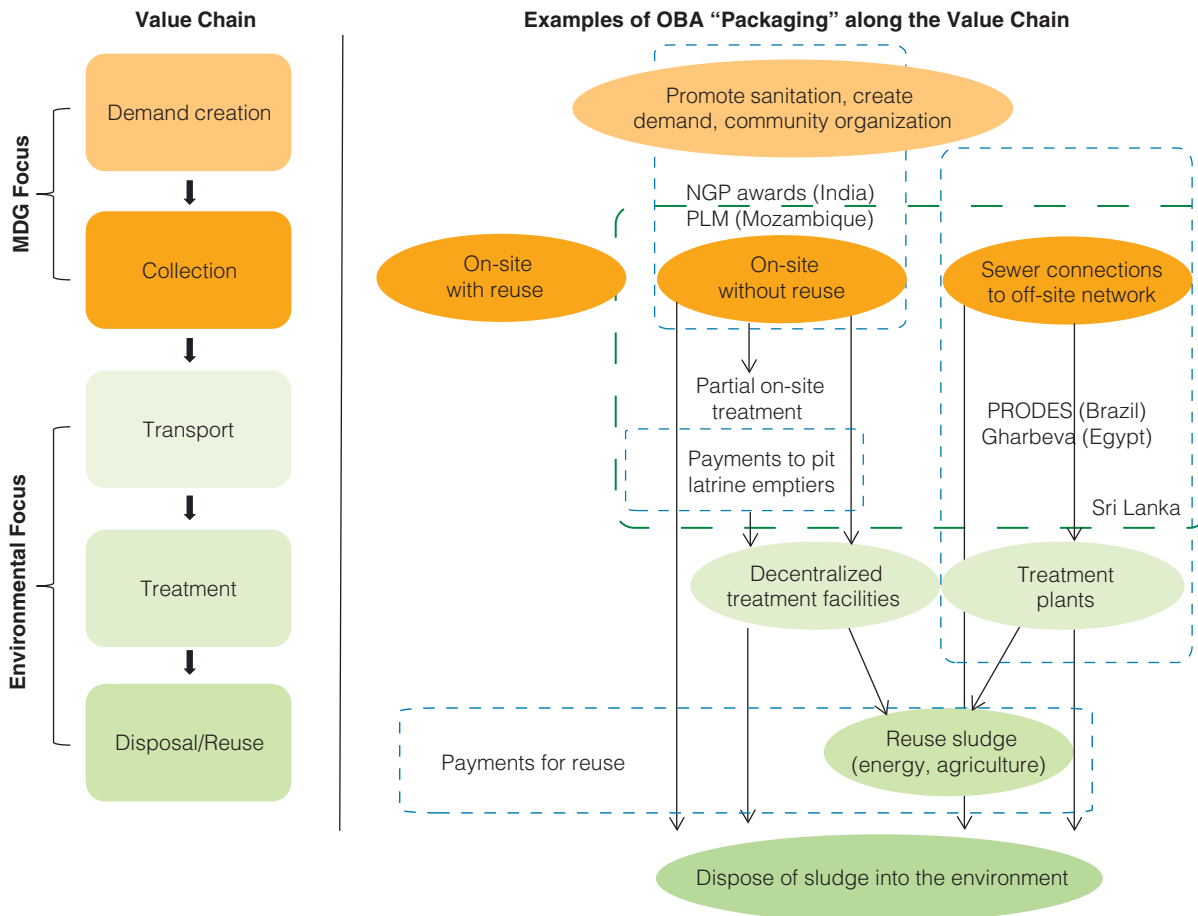 Value Chain
Examples of OBA “Packaging” along the Value Chain
MDG Focus
Environmental Focus
Demand creation
Collection
Transport
Treatment
Disposal/Reuse
Promote sanitation, create
demand, community organization
NGP awards (India)
PLM (Mozambique)
On-site
with reuse
On-site
without reuse
Sewer connections
to off-site network
Partial on-site
treatment
PRODES (Brazil)
Gharbeva (Egypt)
Payments to pit
latrine emptiers
Sri Lanka
Decentralized
treatment facilities
Treatment
plants
Payments for reuse
Reuse sludge
(energy, agriculture)
Dispose of sludge into the environment